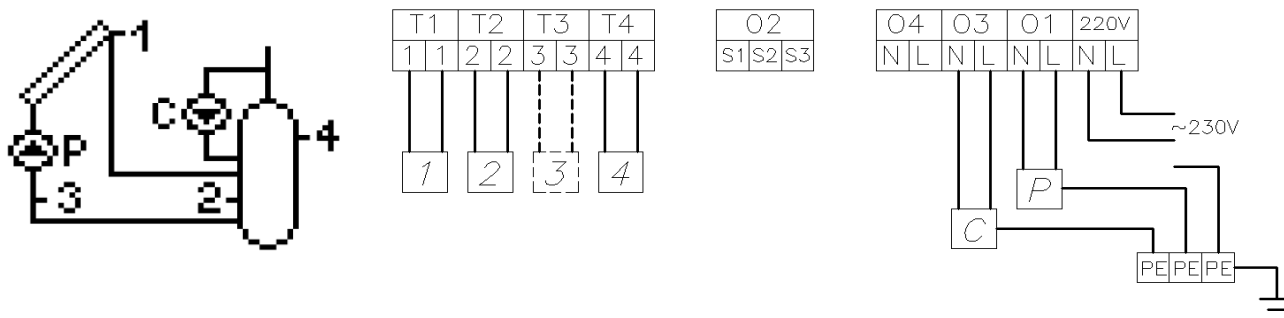 1
C
4
P
3
2
T1 T2 T3 T4
1 1 2 2 3 3 4 4
1 2 3 4
O2
S1 S2 S3
O4 O3 O1 220V
N L N L N L N L
~230V
P
C
PE PE PE